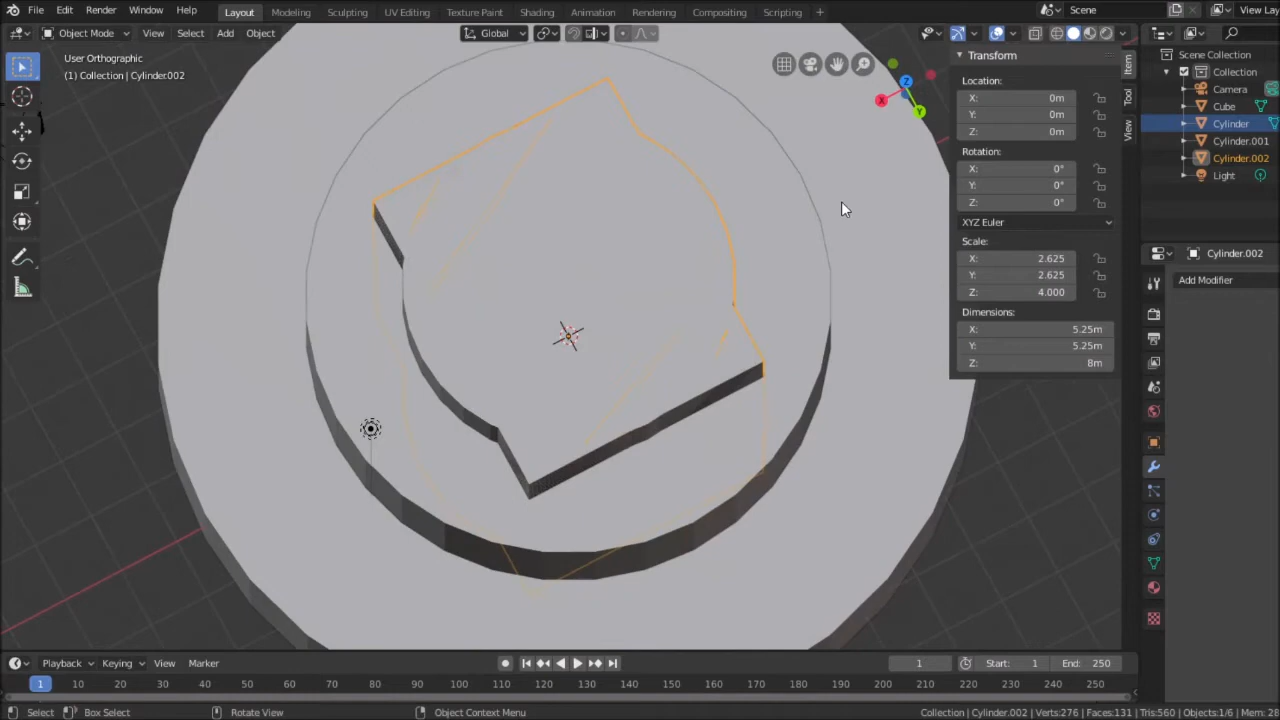 File Edit Render Window Help Layout Modeling Sculpting UV Editing Texture Paint Shading Animation Rendering Compositing Scripting + Scene View Lay
Object Mode View Select Add Object Global
User Orthographic
(1) Collection | Cylinder.002
Z
X
Y
Transform
Location:
X: 0m
Y: 0m
Z: 0m
Rotation:
X: 0°
Y: 0°
Z: 0°
XYZ Euler
Scale:
X: 2.625
Y: 2.625
Z: 4.000
Dimensions:
X: 5.25m
Y: 5.25m
Z: 8m
Item
Tool
View
Scene Collection
Collection
Camera
Cube
Cylinder
Cylinder.001
Cylinder.002
Light
Cylinder.002
Add Modifier
Playback Keying View Marker 1 Start: 1 End: 250
1 10 20 30 40 50 60 70 80 90 100 110 120 130 140 150 160 170 180 190 200 210 220 230 240 250
Select Box Select Rotate View Object Context Menu Collection | Cylinder.002 | Verts:276 | Faces:131 | Tris:560 | Objects:1/6 | Mem: 28